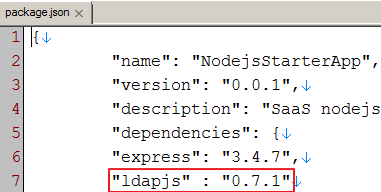 package.json
1 {↓
2 "name": "NodejsStarterApp",
3 "version": "0.0.1",↓
4 "description": "SaaS nodejs
5 "dependencies": {↓
6 "express": "3.4.7",↓
7 "ldapjs" : "0.7.1"↓